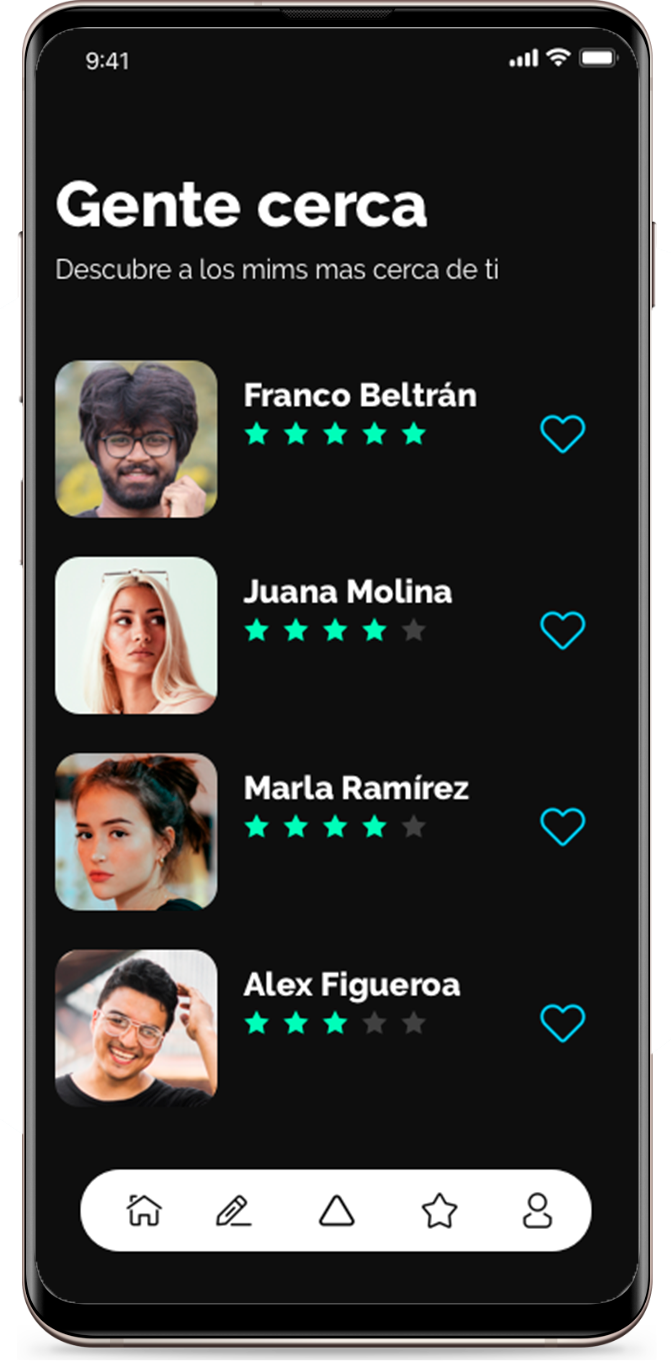 9:41
Gente cerca
Descubre a los mims mas cerca de ti
Franco Beltrán
Juana Molina
Marla Ramírez
Alex Figueroa